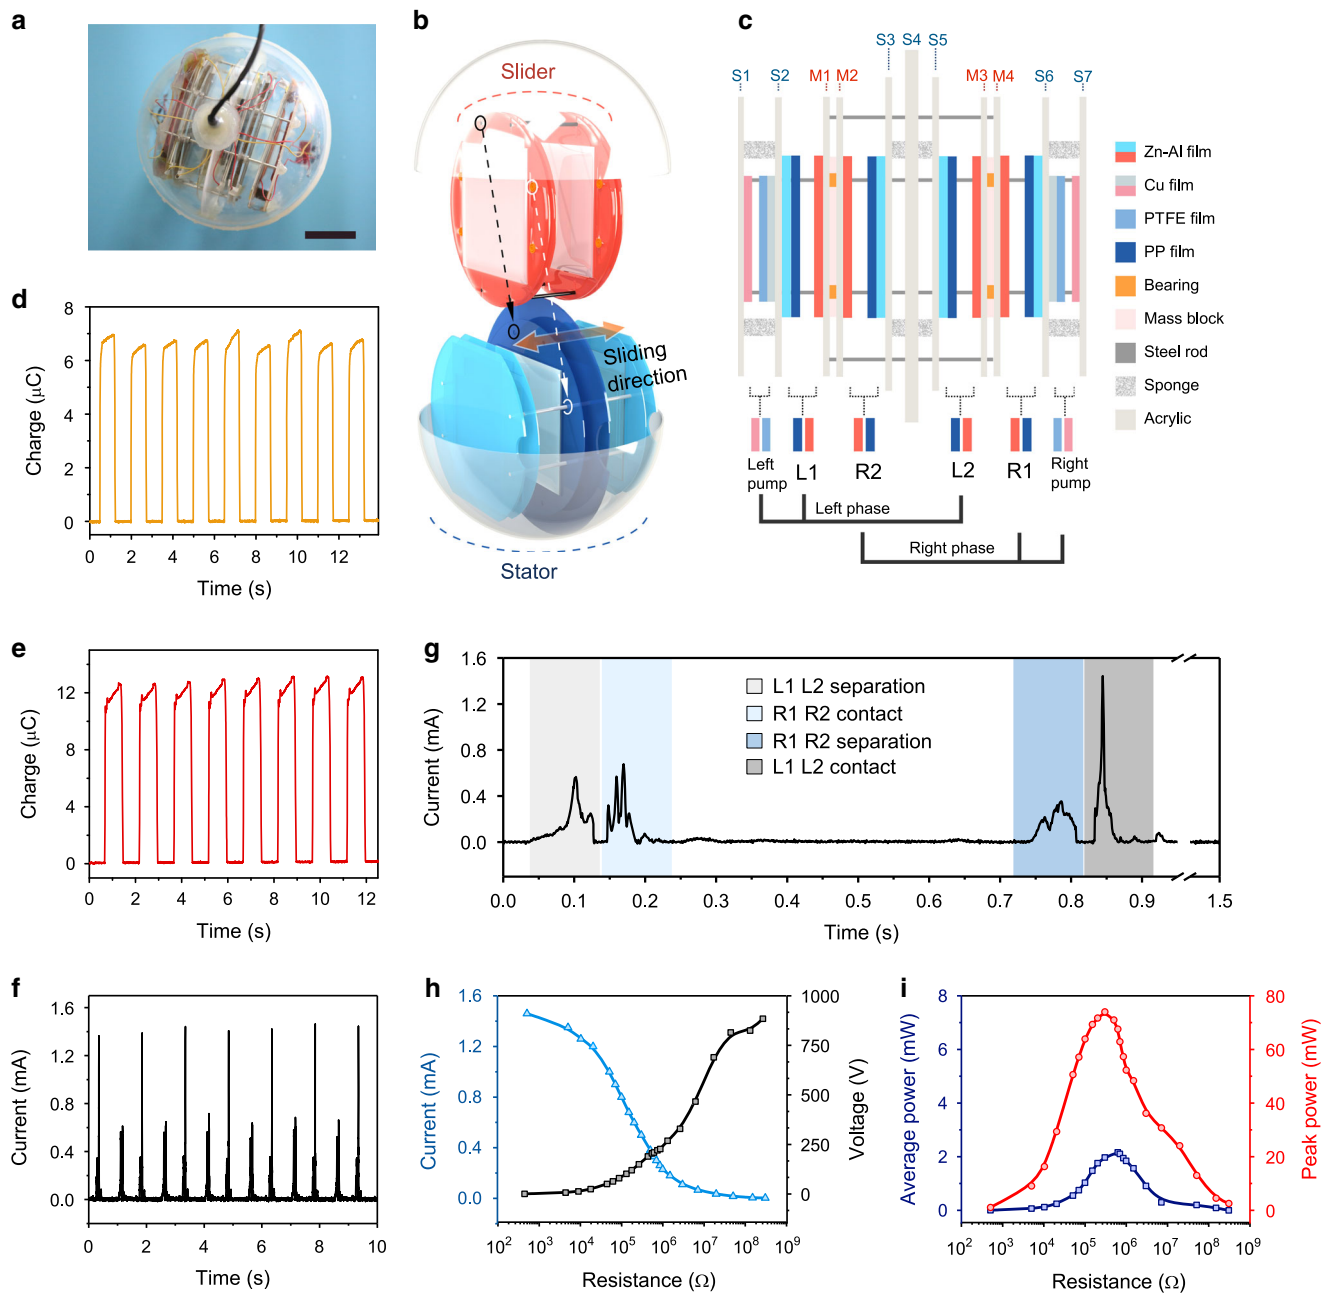 a
b
Slider
Sliding
direction
Stator
c
S3 S4 S5
S1 S2 M1 M2 M3 M4 S6 S7
Zn-Al film
Cu film
PTFE film
PP film
Bearing
Mass block
Steel rod
Sponge
Acrylic
Left
pump
L1
R2
L2
R1
Right
pump
Left phase
Right phase
d
Charge (μC)
8
6
4
2
0
0 2 4 6 8 10 12
Time (s)
e
Charge (μC)
12
9
6
3
0
0 2 4 6 8 10 12
Time (s)
f
Current (mA)
1.6
1.2
0.8
0.4
0.0
0 2 4 6 8 10
Time (s)
g
Current (mA)
1.6
1.2
0.8
0.4
0.0
L1 L2 separation
R1 R2 contact
R1 R2 separation
L1 L2 contact
0.0 0.1 0.2 0.3 0.4 0.5 0.6 0.7 0.8 0.9 1.5
Time (s)
h
Current (mA)
1.6
1.2
0.8
0.4
0.0
1000
750
500
250
0
Voltage (V)
10² 10³ 10⁴ 10⁵ 10⁶ 10⁷ 10⁸ 10⁹
Resistance (Ω)
i
Average power (mW)
8
6
4
2
0
80
60
40
20
0
Peak power (mW)
10² 10³ 10⁴ 10⁵ 10⁶ 10⁷ 10⁸ 10⁹
Resistance (Ω)